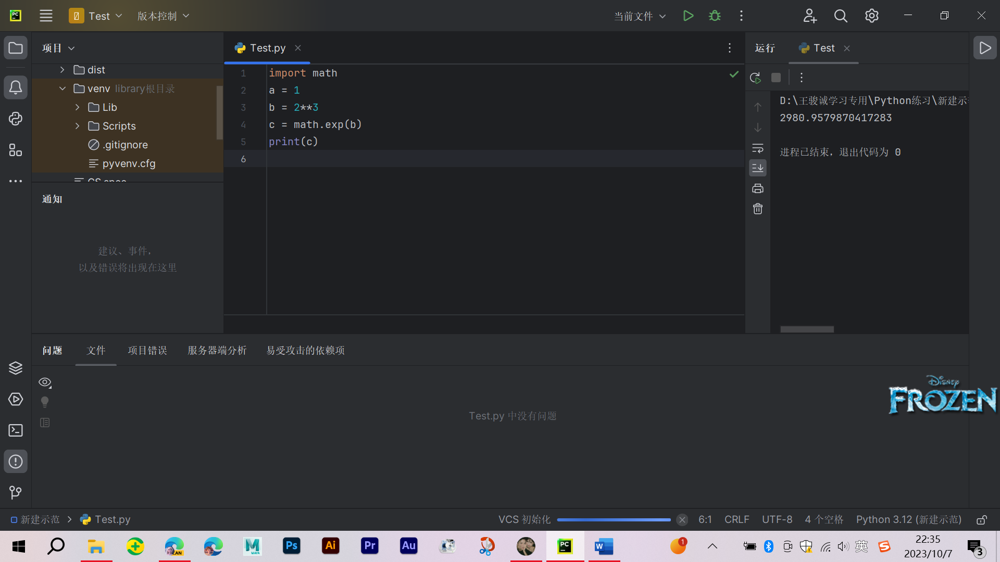 Test
版本控制
当前文件
项目
dist
venv library根目录
Lib
Scripts
.gitignore
pyvenv.cfg
通知
建议、事件，
以及错误将出现在这里
Test.py
1 import math
2 a = 1
3 b = 2**3
4 c = math.exp(b)
5 print(c)
6
运行 Test
D:\王骏诚学习专用\Python练习\新建示
2980.9579870417283
进程已结束，退出代码为 0
问题 文件 项目错误 服务器端分析 易受攻击的依赖项
Test.py 中没有问题
Disney
FROZEN
新建示范 Test.py
VCS 初始化 6:1 CRLF UTF-8 4 个空格 Python 3.12 (新建示范)
Ps Ai Pr Au PC W
1
英
22:35
2023/10/7
3